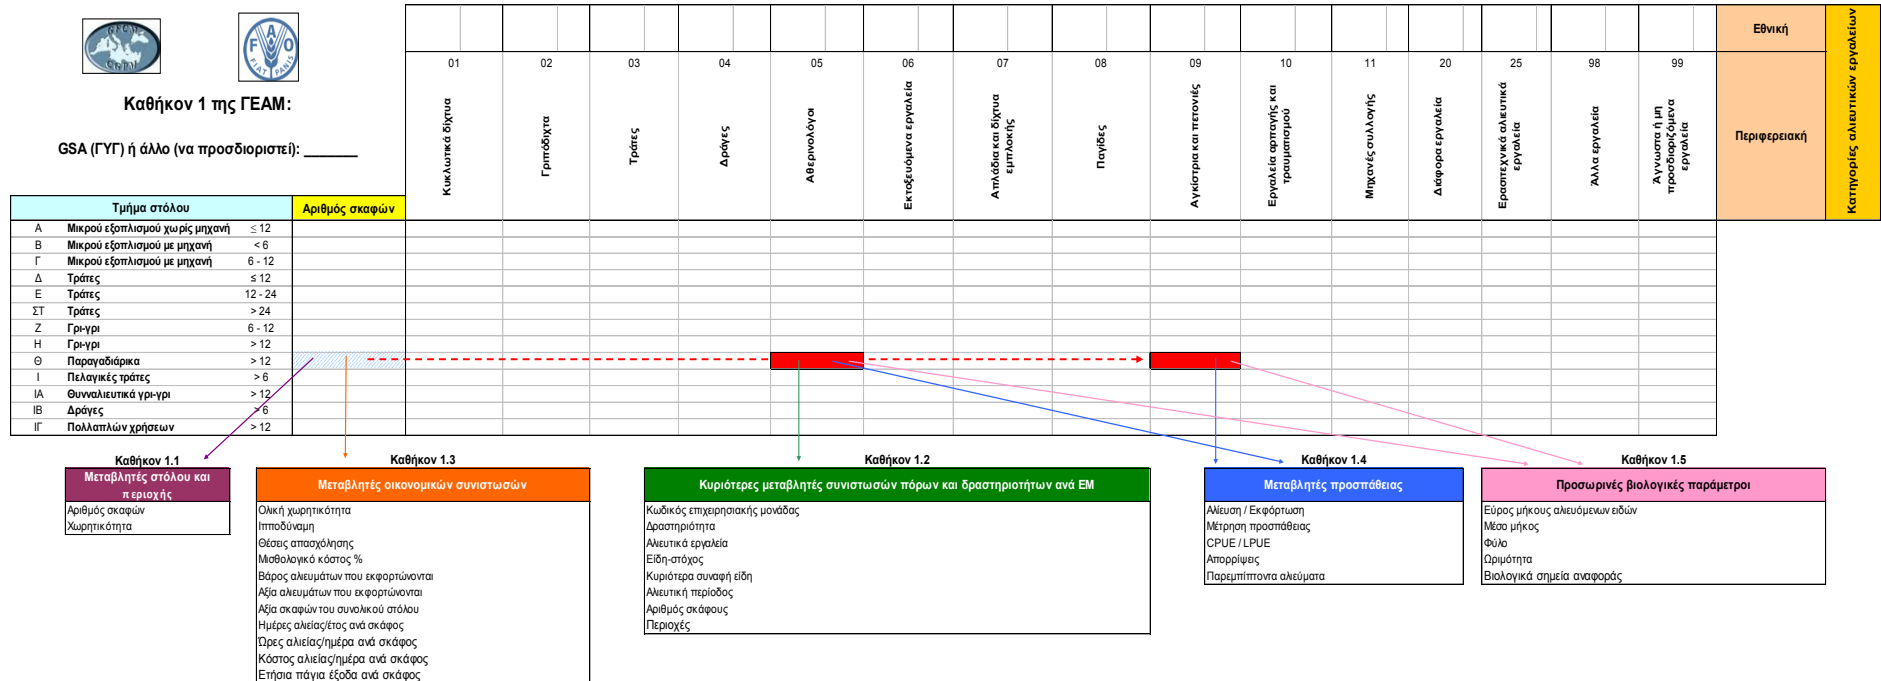 GFCM
CGPM
FAO
FIAT PANIS
Καθήκον 1 της ΓΕΑΜ:
GSA (ΓΥΓ) ή άλλο (να προσδιοριστεί): _______
Εθνική
Περιφερειακή
Κατηγορίες αλιευτικών εργαλείων
01 02 03 04 05 06 07 08 09 10 11 20 25 98 99
Κυκλωτικά δίχτυα
Γριπόδιχτα
Τράτες
Δράγες
Αθερινολόγοι
Εκτοξευόμενα εργαλεία
Απλάδια και δίχτυα
εμπλοκής
Παγίδες
Αγκίστρια και πετονιές
Εργαλεία αρπαγής και
τραυματισμού
Μηχανές συλλογής
Διάφορα εργαλεία
Ερασιτεχνικά αλιευτικά
εργαλεία
Άλλα εργαλεία
Άγνωστα ή μη
προσδιοριζόμενα
εργαλεία
Τμήμα στόλου Αριθμός σκαφών
Α Μικρού εξοπλισμού χωρίς μηχανή ≤ 12
Β Μικρού εξοπλισμό με μηχανή < 6
Γ Μικρού εξοπλισμού με μηχανή 6 - 12
Δ Τράτες ≤ 12
Ε Τράτες 12 - 24
ΣΤ Τράτες > 24
Ζ Γρι-γρι 6 - 12
Η Γρι-γρι > 12
Θ Παραγαδιάρικα > 12
Ι Πελαγικές τράτες > 6
ΙΑ Θυνναλιευτικά γρι-γρι > 12
ΙΒ Δράγες > 6
ΙΓ Πολλαπλών χρήσεων > 12
Καθήκον 1.1
Μεταβλητές στόλου και
περιοχής
Αριθμός σκαφών
Χωρητικότητα
Καθήκον 1.3
Μεταβλητές οικονομικών συνιστωσών
Ολική χωρητικότητα
Ιπποδύναμη
Θέσεις απασχόλησης
Μισθολογικό κόστος %
Βάρος αλιευμάτων που εκφορτώνονται
Αξία αλιευμάτων που εκφορτώνονται
Αξία σκαφών του συνολικού στόλου
Ημέρες αλιείας/έτος ανά σκάφος
Ώρες αλιείας/ημέρα ανά σκάφος
Κόστος αλιείας/ημέρα ανά σκάφος
Ετήσια πάγια έξοδα ανά σκάφος
Καθήκον 1.2
Κυριότερες μεταβλητές συνιστωσών πόρων και δραστηριοτήτων ανά ΕΜ
Κωδικός επιχειρησιακής μονάδας
Δραστηριότητα
Αλιευτικά εργαλεία
Είδη-στόχος
Κυριότερα συναφή είδη
Αλιευτική περίοδος
Αριθμός σκάφους
Περιοχές
Καθήκον 1.4
Μεταβλητές προσπάθειας
Αλίευση / Εκφόρτωση
Μέτρηση προσπάθειας
CPUE / LPUE
Απορρίψεις
Παρεμπίπτοντα αλιεύματα
Καθήκον 1.5
Προσωρινές βιολογικές παράμετροι
Εύρος μήκους αλιευόμενων ειδών
Μέσο μήκος
Φύλο
Ωριμότητα
Βιολογικά σημεία αναφοράς